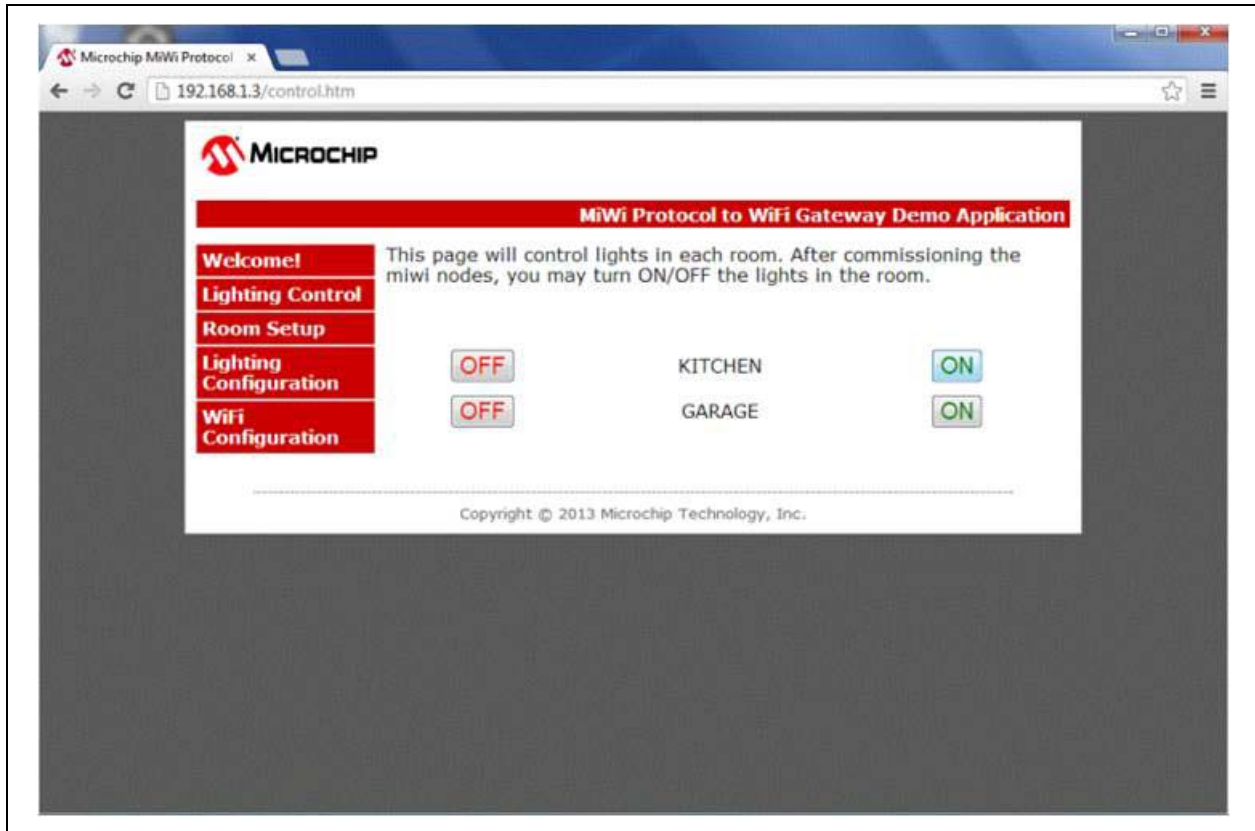 Microchip MiWi Protocol
192.168.1.3/control.htm
MICROCHIP
MiWi Protocol to WiFi Gateway Demo Application
Welcome!
Lighting Control
Room Setup
Lighting
Configuration
WiFi
Configuration
This page will control lights in each room. After commissioning the
miwi nodes, you may turn ON/OFF the lights in the room.
OFF KITCHEN ON
OFF GARAGE ON
Copyright © 2013 Microchip Technology, Inc.